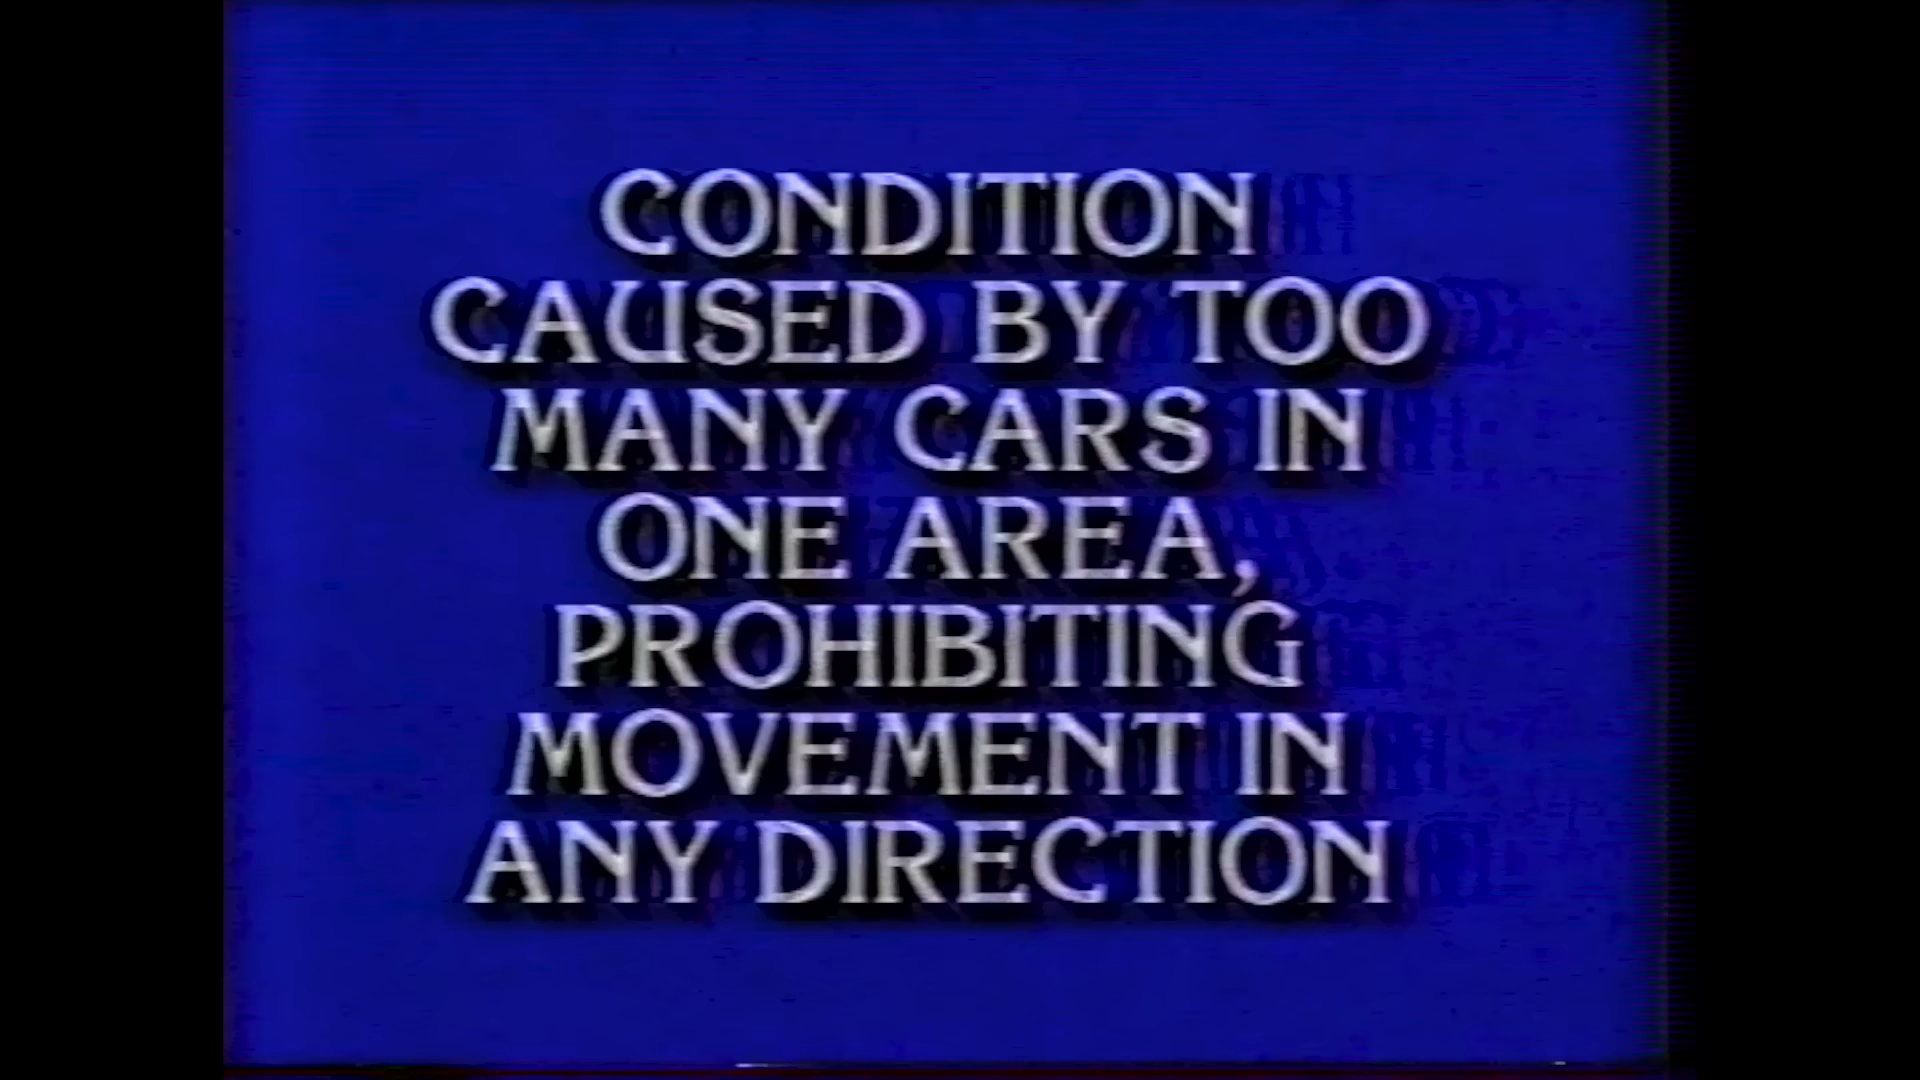 CONDITION
CAUSED BY TOO
MANY CARS IN
ONE AREA,
PROHIBITING
MOVEMENT IN
ANY DIRECTION